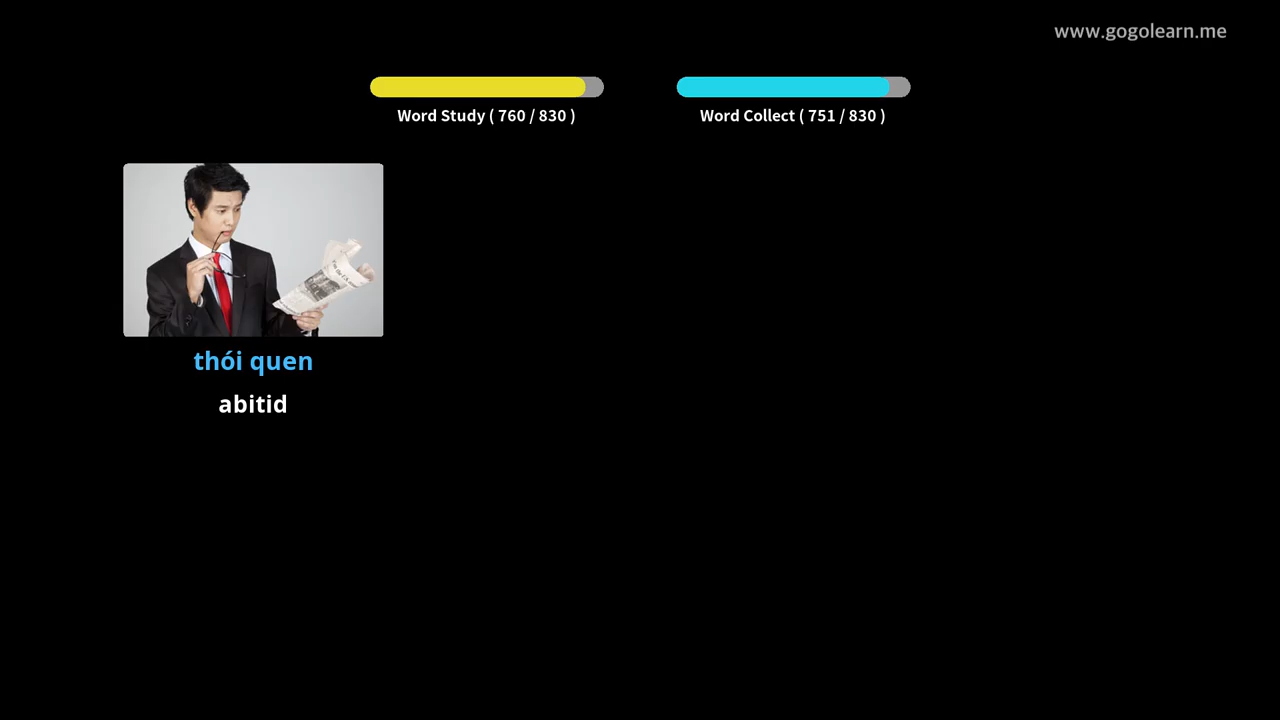 www.gogolearn.me
Word Study ( 760 / 830 )
Word Collect ( 751 / 830 )
thói quen
abitid